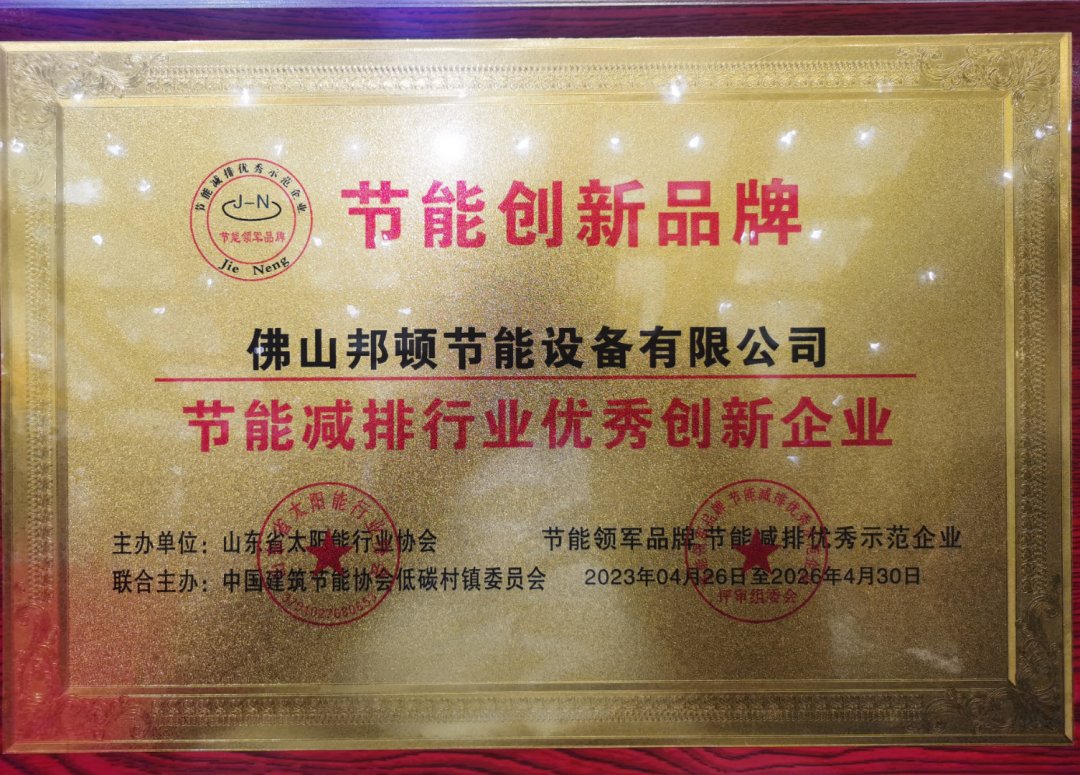 节能减排优秀示范企业
J-N
节能领军品牌
Jie Neng
节能创新品牌
佛山邦顿节能设备有限公司
节能减排行业优秀创新企业
主办单位：山东省太阳能行业协会
联合主办：中国建筑节能协会低碳村镇委员会
节能领军品牌 节能减排优秀示范企业
2023年04月26日至2026年4月30日
评审组委会